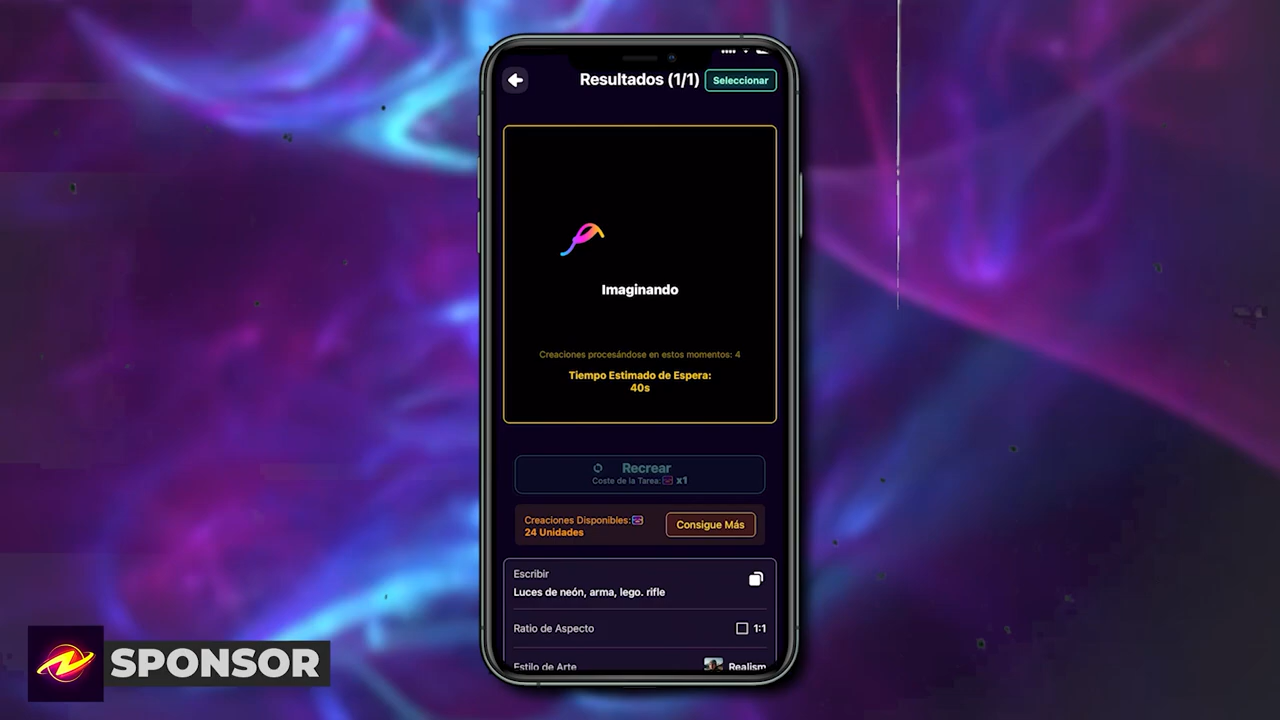 Resultados (1/1)
Seleccionar
Imaginando
Creaciones procesándose en estos momentos: 4
Tiempo Estimado de Espera:
40s
Recrear
Coste de la Tarea: x1
Creaciones Disponibles:
24 Unidades
Consigue Más
Escribir
Luces de neón, arma, lego. rifle
Ratio de Aspecto
1:1
Estilo de Arte
Realism
SPONSOR